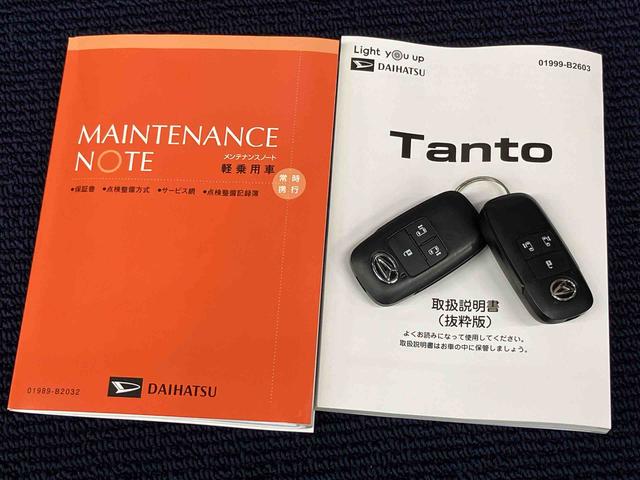 MAINTENANCE
NOTE
メンテナンスノート
軽乗用車
常時
携行
•保証書 •点検整備方式 •サービス網 •点検整備記録簿
01989-B2032
DAIHATSU
Light you up
DAIHATSU
01999-B2603
Tanto
取扱説明書
(抜粋版)
よくお読みになって使用してください。
取扱説明書はお車の中に保管しましょう。